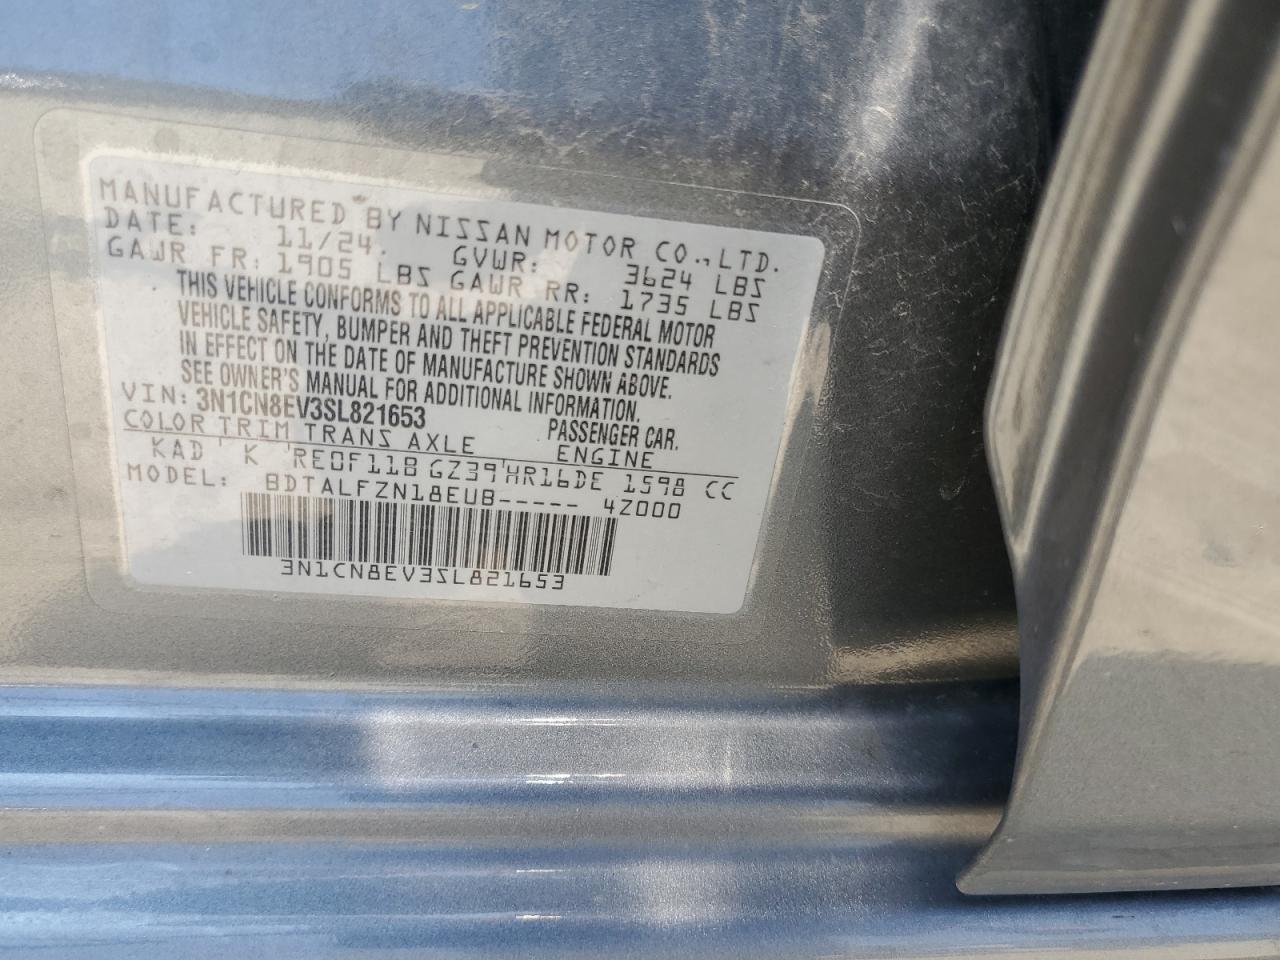 MANUFACTURED BY NISSAN MOTOR CO.,LTD.
DATE: 11/24. GVWR: 3624 LBS
GAWR FR: 1905 LBS GAWR RR: 1735 LBS
THIS VEHICLE CONFORMS TO ALL APPLICABLE FEDERAL MOTOR
VEHICLE SAFETY, BUMPER AND THEFT PREVENTION STANDARDS
IN EFFECT ON THE DATE OF MANUFACTURE SHOWN ABOVE.
SEE OWNER'S MANUAL FOR ADDITIONAL INFORMATION.
VIN: 3N1CN8EV3SL821653 PASSENGER CAR.
COLOR TRIM TRANS AXLE ENGINE
KAD K RE0F11B GZ39 HR16DE 1598 CC
MODEL: BDTALFZN18EUB----- 4Z000
3N1CN8EV3SL821653